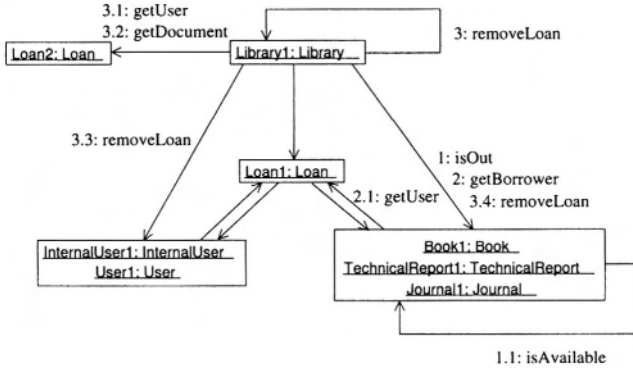 3.1: getUser
3.2: getDocument
3: removeLoan
Loan2: Loan
Library1: Library
3.3: removeLoan
1: isOut
2: getBorrower
3.4: removeLoan
Loan1: Loan
2.1: getUser
InternalUser1: InternalUser
User1: User
Book1: Book
TechnicalReport1: TechnicalReport
Journal1: Journal
1.1: isAvailable